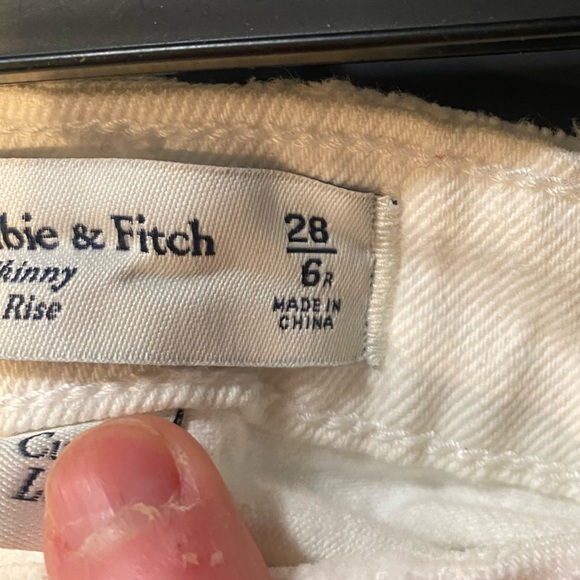 bie & Fitch
kinny
Rise
28
6R
MADE IN
CHINA